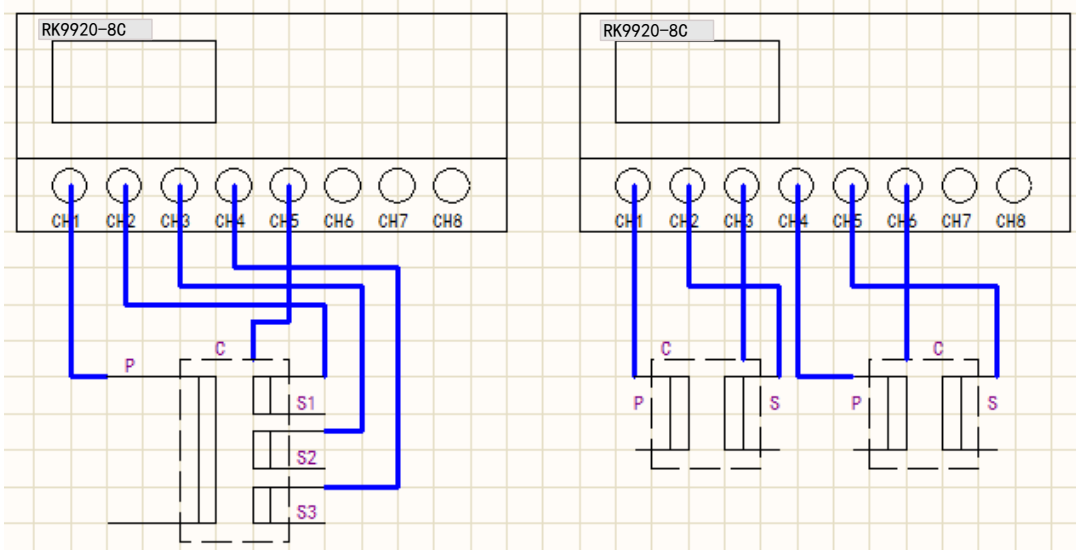 RK9920-8C
CH1 CH2 CH3 CH4 CH5 CH6 CH7 CH8
C
P
S1
S2
S3
RK9920-8C
CH1 CH2 CH3 CH4 CH5 CH6 CH7 CH8
C C
P S P S